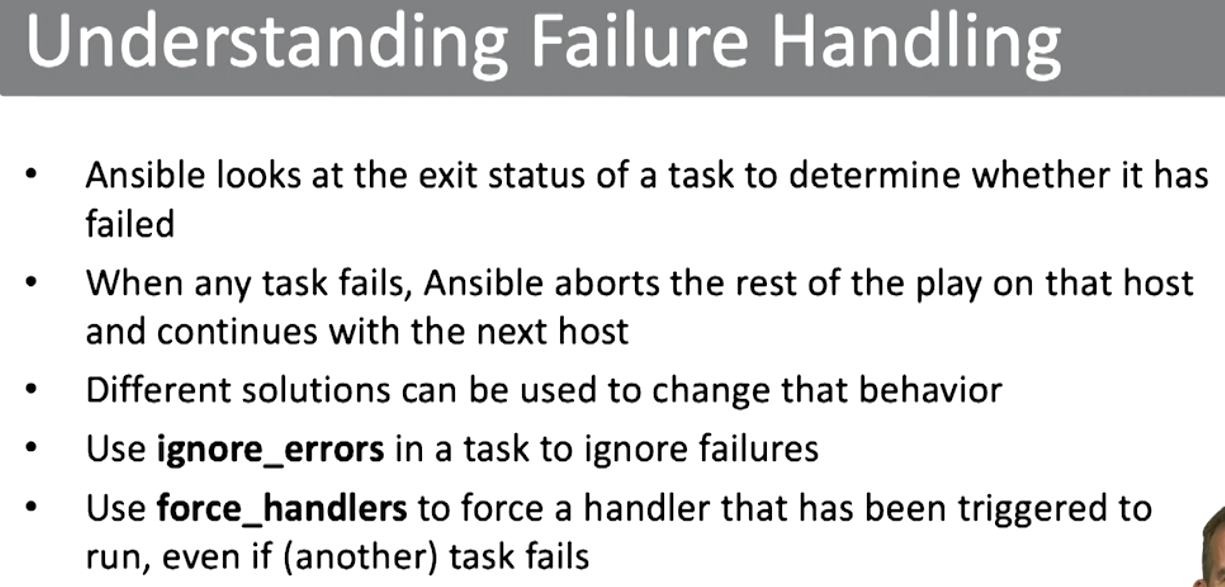 Understanding Failure Handling
• Ansible looks at the exit status of a task to determine whether it has
failed
• When any task fails, Ansible aborts the rest of the play on that host
and continues with the next host
• Different solutions can be used to change that behavior
• Use ignore_errors in a task to ignore failures
• Use force_handlers to force a handler that has been triggered to
run, even if (another) task fails